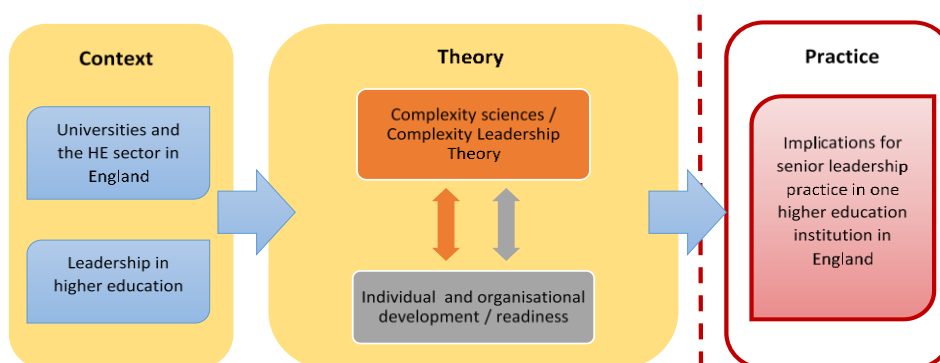 Context
Universities and
the HE sector in
England
Leadership in
higher education
Theory
Complexity sciences /
Complexity Leadership
Theory
Individual and organisational
development / readiness
Practice
Implications for
senior leadership
practice in one
higher education
institution in
England